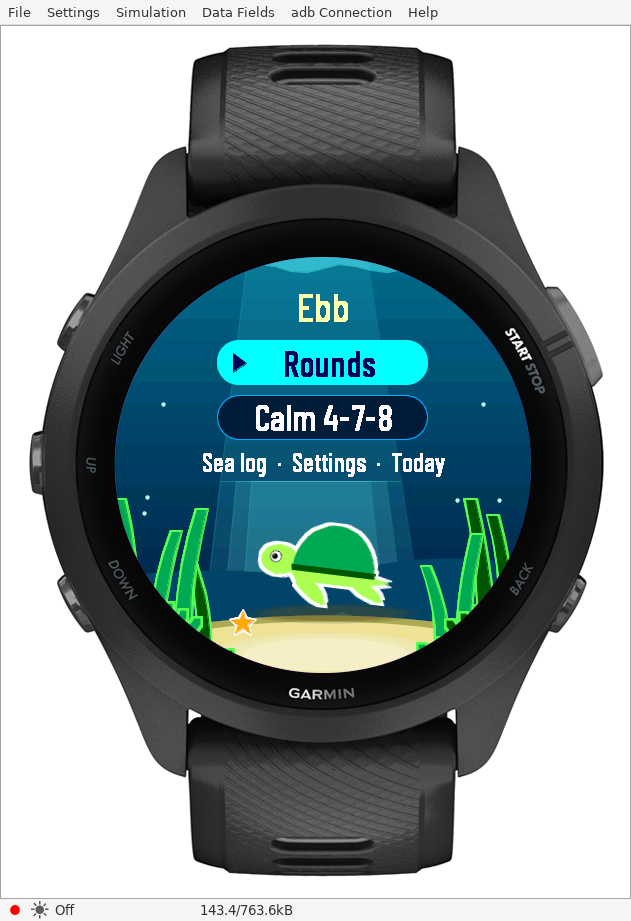 File Settings Simulation Data Fields adb Connection Help
Ebb
START STOP
LIGHT
Rounds
Calm 4-7-8
Sea log · Settings · Today
UP
DOWN
BACK
GARMIN
Off 143.4/763.6kB